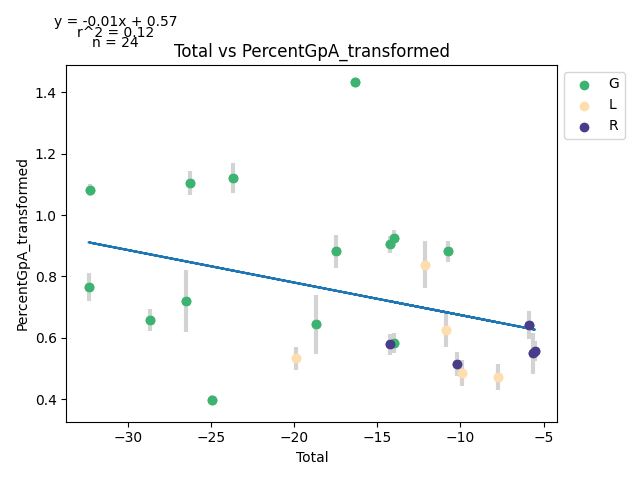 y = -0.01x + 0.57
r^2 = 0.12
n = 24
Total vs PercentGpA_transformed
G
L
R
PercentGpA_transformed
1.4
1.2
1.0
0.8
0.6
0.4
−30
−25
−20
−15
−10
−5
Total